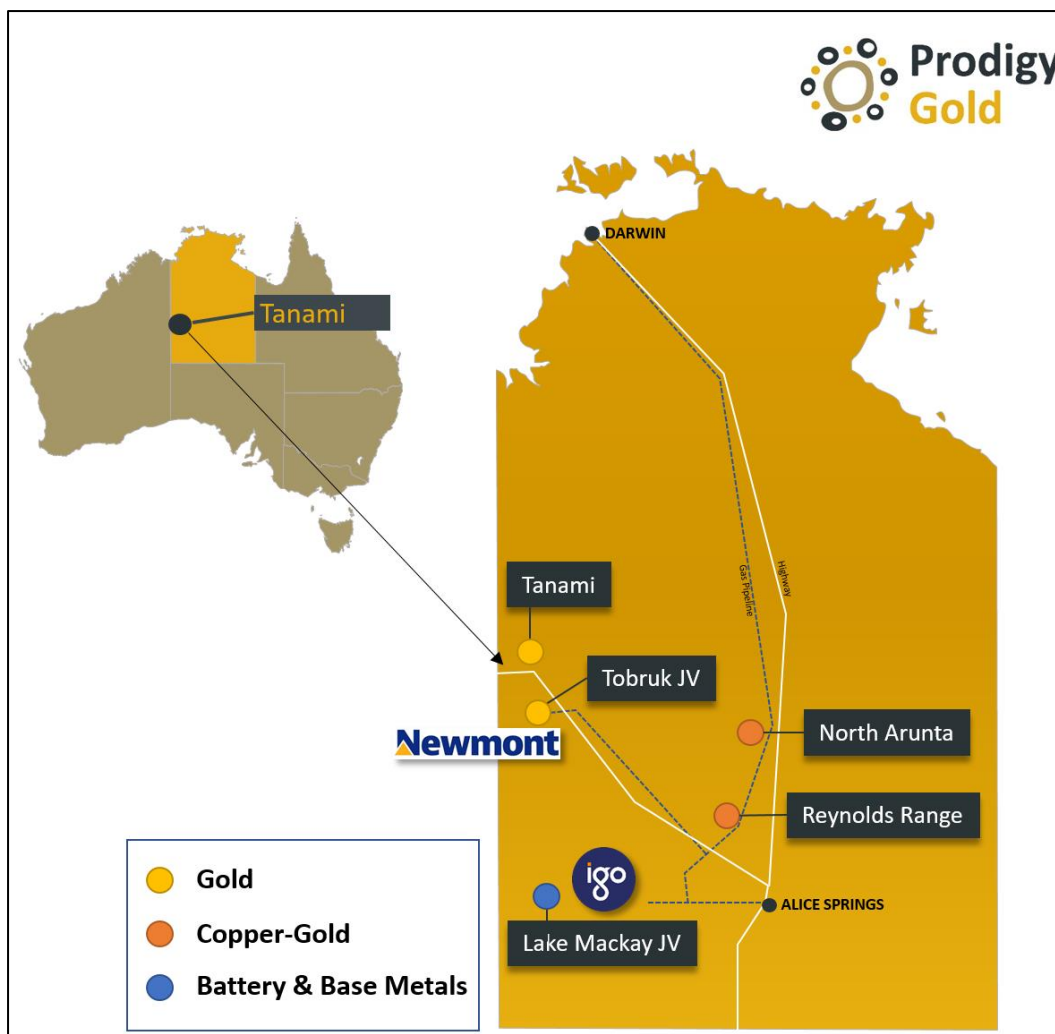 Prodigy
Gold
DARWIN
Tanami
Gas Pipeline
Highway
Tanami
Tobruk JV
Newmont
North Arunta
Reynolds Range
igo
Lake Mackay JV
ALICE SPRINGS
Gold
Copper-Gold
Battery & Base Metals